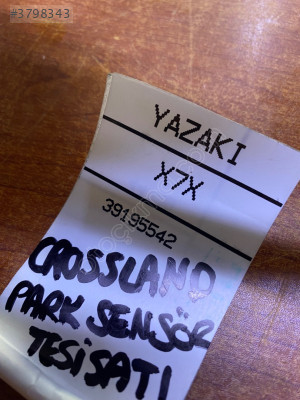 #3798343
YAZAKI
X7X
39195542
CROSSLAND
PARK SENSÖR
TESİSATI